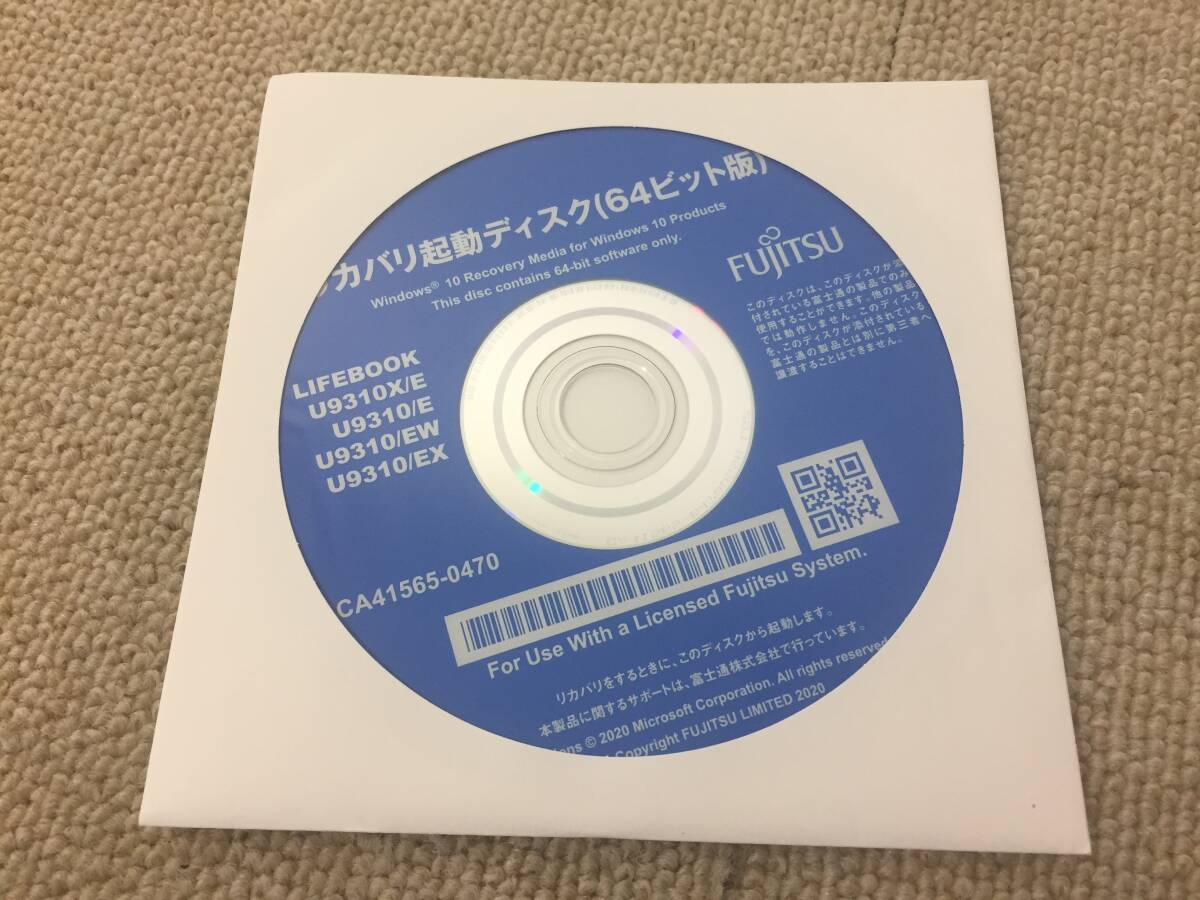 カバリ起動ディスク(64ビット版)
Windows® 10 Recovery Media for Windows 10 Products
This disc contains 64-bit software only.
FUJITSU
このディスクは、このディスクが添
付されている富士通の製品でのみ
使用することができます。他の製品
では動作しません。このディスク
を、このディスクが添付されている
富士通の製品とは別に第三者へ
譲渡することはできません。
LIFEBOOK
U9310X/E
U9310/E
U9310/EW
U9310/EX
CA41565-0470
For Use With a Licensed Fujitsu System.
リカバリをするときに、このディスクから起動します。
本製品に関するサポートは、富士通株式会社で行っています。
© 2020 Microsoft Corporation. All rights reserved.
Copyright FUJITSU LIMITED 2020